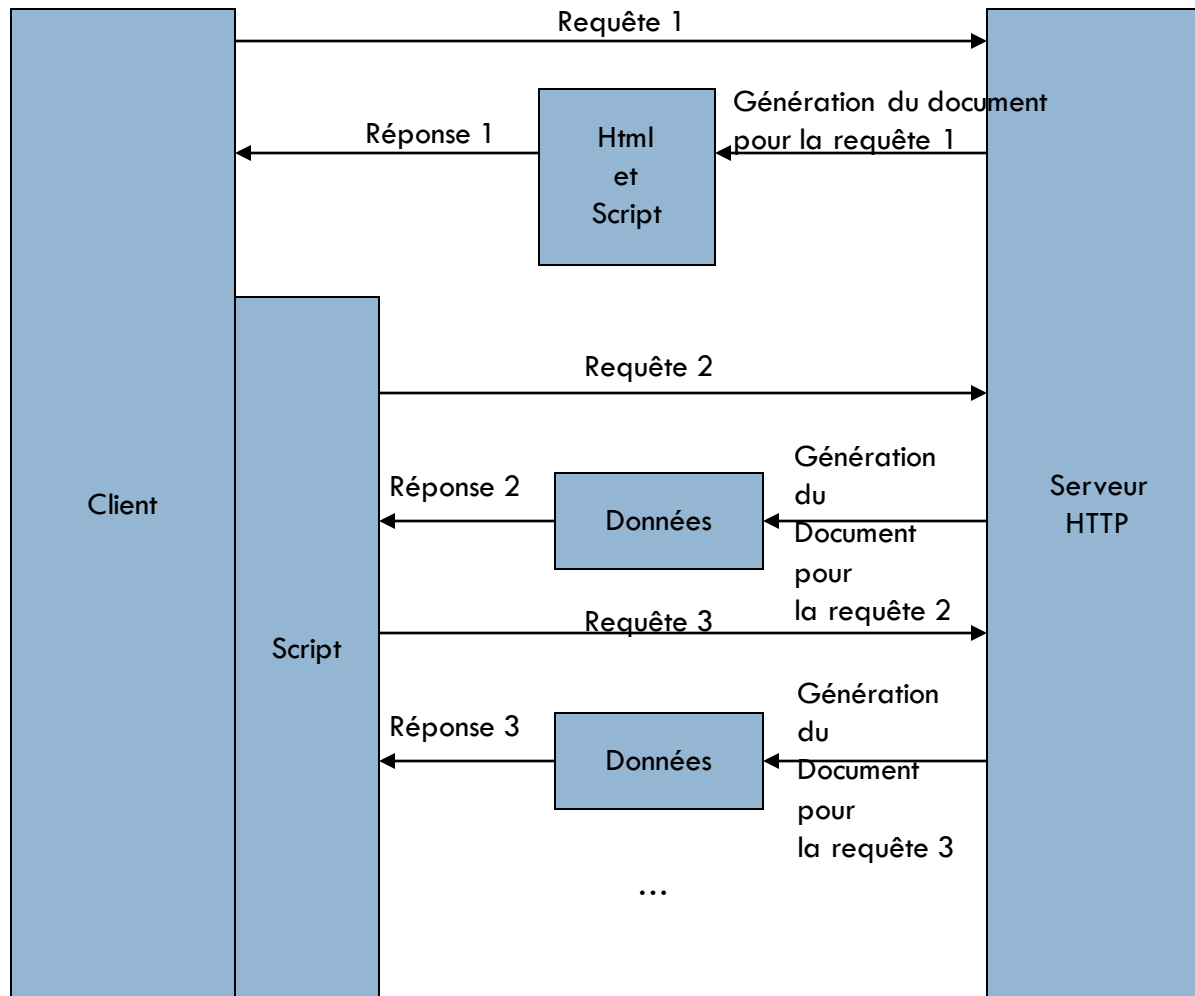 Requête 1
Génération du document
pour la requête 1
Réponse 1
Html
et
Script
Requête 2
Génération
du
Document
pour
la requête 2
Réponse 2
Données
Client
Serveur
HTTP
Requête 3
Script
Génération
du
Document
pour
la requête 3
Réponse 3
Données
...